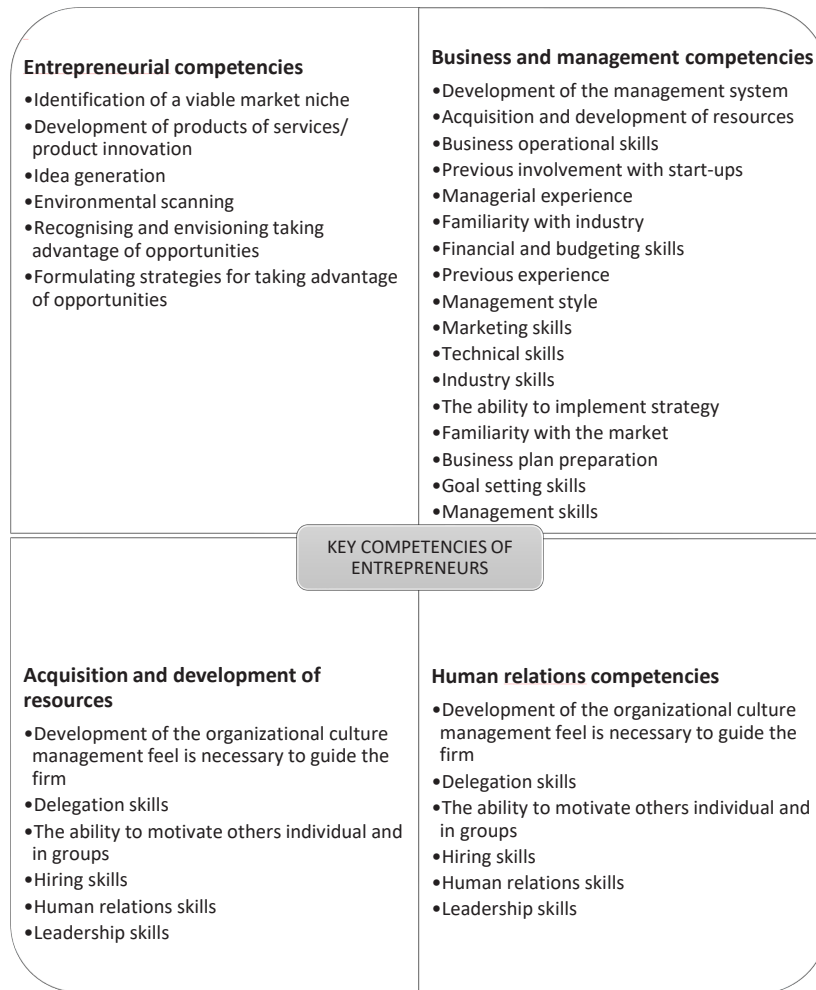 Entrepreneurial competencies
•Identification of a viable market niche
•Development of products of services/
product innovation
•Idea generation
•Environmental scanning
•Recognising and envisioning taking
advantage of opportunities
•Formulating strategies for taking advantage
of opportunities
Business and management competencies
•Development of the management system
•Acquisition and development of resources
•Business operational skills
•Previous involvement with start-ups
•Managerial experience
•Familiarity with industry
•Financial and budgeting skills
•Previous experience
•Management style
•Marketing skills
•Technical skills
•Industry skills
•The ability to implement strategy
•Familiarity with the market
•Business plan preparation
•Goal setting skills
•Management skills
KEY COMPETENCIES OF
ENTREPRENEURS
Acquisition and development of
resources
•Development of the organizational culture
management feel is necessary to guide the
firm
•Delegation skills
•The ability to motivate others individual and
in groups
•Hiring skills
•Human relations skills
•Leadership skills
Human relations competencies
•Development of the organizational culture
management feel is necessary to guide the
firm
•Delegation skills
•The ability to motivate others individual and
in groups
•Hiring skills
•Human relations skills
•Leadership skills